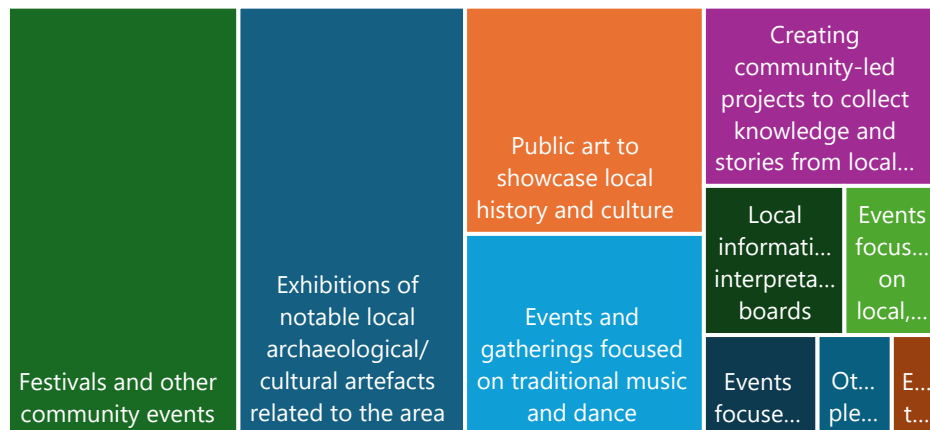 Festivals and other
community events
Exhibitions of
notable local
archaeological/
cultural artefacts
related to the area
Public art to
showcase local
history and culture
Events and
gatherings focused
on traditional music
and dance
Creating
community-led
projects to collect
knowledge and
stories from local...
Local
informati...
interpreta...
boards
Events
focus...
on
local,...
Events
focuse...
Ot...
ple...
E...
t...